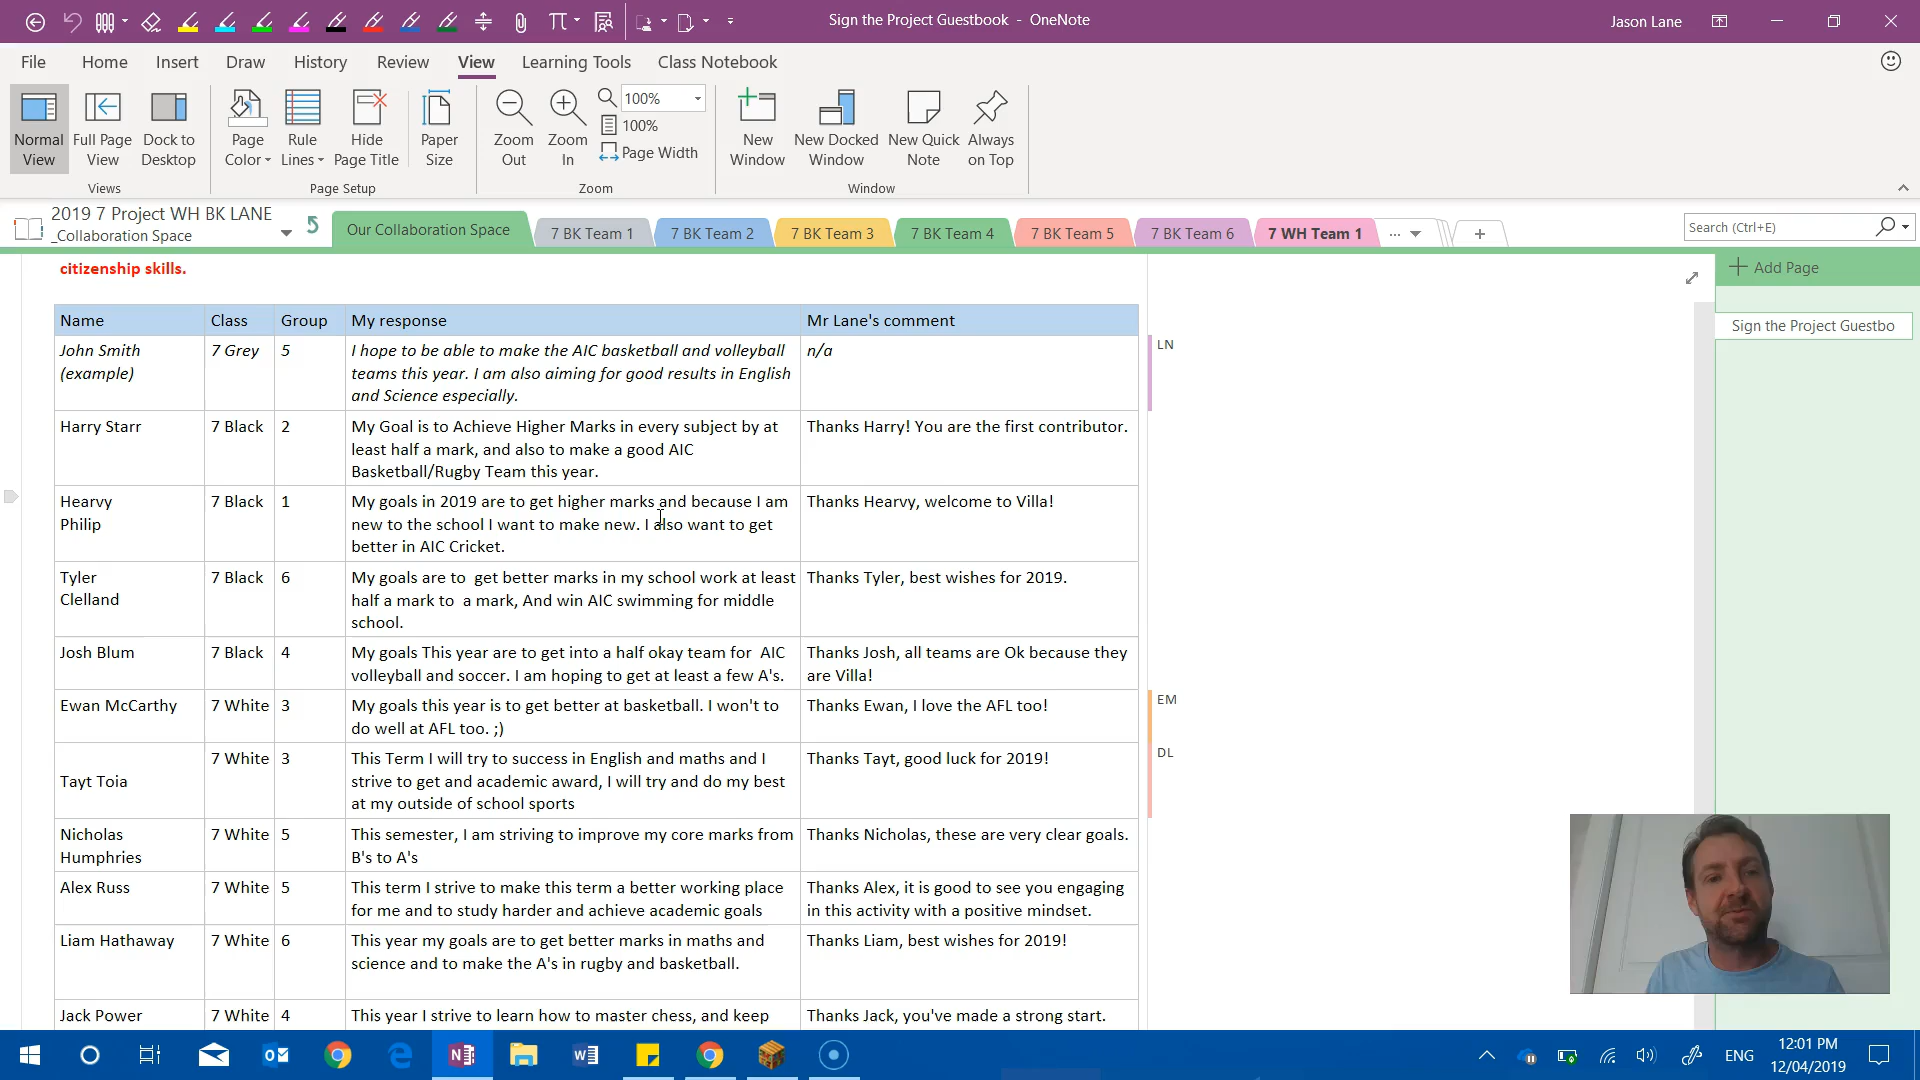 Sign the Project Guestbook - OneNote
Jason Lane
File Home Insert Draw History Review View Learning Tools Class Notebook
Normal View
Full Page View
Dock to Desktop
Views
Page Color
Rule Lines
Hide Page Title
Paper Size
Page Setup
Zoom Out
Zoom In
100%
100%
Page Width
Zoom
New Window
New Docked Window
New Quick Note
Always on Top
Window
2019 7 Project WH BK LANE
_Collaboration Space
Our Collaboration Space
7 BK Team 1
7 BK Team 2
7 BK Team 3
7 BK Team 4
7 BK Team 5
7 BK Team 6
7 WH Team 1
...
Search (Ctrl+E)
Add Page
Sign the Project Guestbo
citizenship skills.
Name Class Group My response Mr Lane's comment
John Smith (example) 7 Grey 5 I hope to be able to make the AIC basketball and volleyball n/a
teams this year. I am also aiming for good results in English
and Science especially.
LN
Harry Starr 7 Black 2 My Goal is to Achieve Higher Marks in every subject by at Thanks Harry! You are the first contributor.
least half a mark, and also to make a good AIC
Basketball/Rugby Team this year.
Hearvy Philip 7 Black 1 My goals in 2019 are to get higher marks and because I am Thanks Hearvy, welcome to Villa!
new to the school I want to make new. I also want to get
better in AIC Cricket.
Tyler Clelland 7 Black 6 My goals are to get better marks in my school work at least Thanks Tyler, best wishes for 2019.
half a mark to a mark, And win AIC swimming for middle
school.
Josh Blum 7 Black 4 My goals This year are to get into a half okay team for AIC Thanks Josh, all teams are Ok because they
volleyball and soccer. I am hoping to get at least a few A's. are Villa!
Ewan McCarthy 7 White 3 My goals this year is to get better at basketball. I won't to Thanks Ewan, I love the AFL too!
do well at AFL too. ;)
EM
Tayt Toia 7 White 3 This Term I will try to success in English and maths and I Thanks Tayt, good luck for 2019!
strive to get and academic award, I will try and do my best
at my outside of school sports
DL
Nicholas Humphries 7 White 5 This semester, I am striving to improve my core marks from Thanks Nicholas, these are very clear goals.
B's to A's
Alex Russ 7 White 5 This term I strive to make this term a better working place Thanks Alex, it is good to see you engaging
for me and to study harder and achieve academic goals in this activity with a positive mindset.
Liam Hathaway 7 White 6 This year my goals are to get better marks in maths and Thanks Liam, best wishes for 2019!
science and to make the A's in rugby and basketball.
Jack Power 7 White 4 This year I strive to learn how to master chess, and keep Thanks Jack, you've made a strong start.
ENG
12:01 PM
12/04/2019